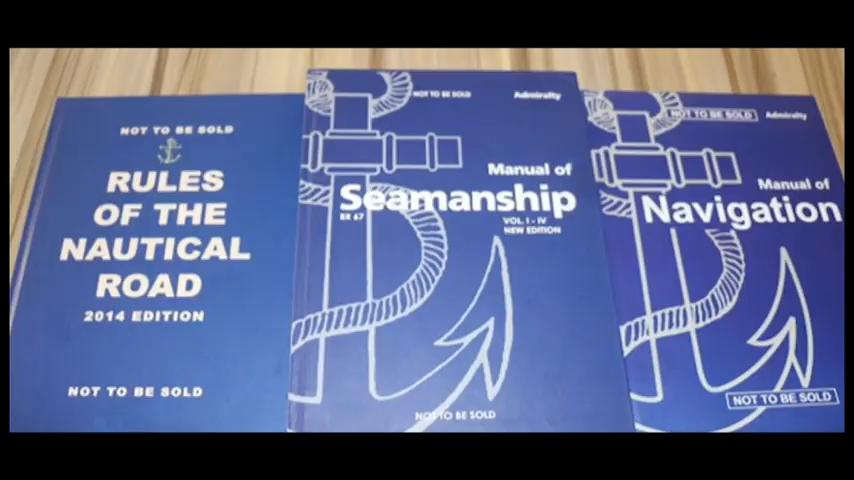 NOT TO BE SOLD
RULES
OF THE
NAUTICAL
ROAD
2014 EDITION
NOT TO BE SOLD
NOT TO BE SOLD
Admiralty
Manual of
Seamanship
BR 67
VOL. I - IV
NEW EDITION
NOT TO BE SOLD
NOT TO BE SOLD
Admiralty
Manual of
Navigation
NOT TO BE SOLD